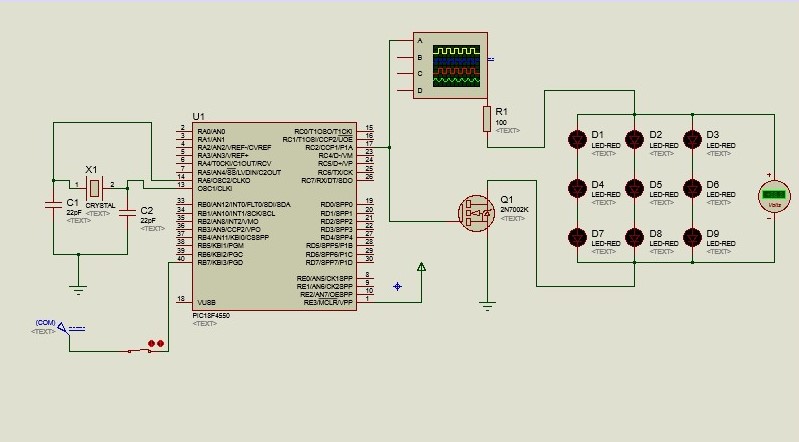 A
B
C
D
R1
100
<TEXT>
U1
2 RA0/AN0 RC0/T1OSO/T1CKI 15
3 RA1/AN1 RC1/T1OSI/CCP2/UOE 16
4 RA2/AN2/VREF-/CVREF RC2/CCP1/P1A 17
5 RA3/AN3/VREF+ RC4/D-/VM 23
6 RA4/T0CKI/C1OUT/RCV RC5/D+/VP 24
7 RA5/AN4/SS/LVDIN/C2OUT RC6/TX/CK 25
14 RA6/OSC2/CLKO RC7/RX/DT/SDO 26
13 OSC1/CLKI
33 RB0/AN12/INT0/FLT0/SDI/SDA RD0/SPP0 19
34 RB1/AN10/INT1/SCK/SCL RD1/SPP1 20
35 RB2/AN8/INT2/VMO RD2/SPP2 21
36 RB3/AN9/CCP2/VPO RD3/SPP3 22
37 RB4/AN11/KBI0/CSSPP RD4/SPP4 27
38 RB5/KBI1/PGM RD5/SPP5/P1B 28
39 RB6/KBI2/PGC RD6/SPP6/P1C 29
40 RB7/KBI3/PGD RD7/SPP7/P1D 30
RE0/AN5/CK1SPP 8
RE1/AN6/CK2SPP 9
RE2/AN7/OESPP 10
18 VUSB RE3/MCLR/VPP 1
PIC18F4550
<TEXT>
X1
1 2
CRYSTAL
<TEXT>
C1
22pF
<TEXT>
C2
22pF
<TEXT>
(COM)
<TEXT>
Q1
2N7002K
<TEXT>
D1
LED-RED
<TEXT>
D2
LED-RED
<TEXT>
D3
LED-RED
<TEXT>
D4
LED-RED
<TEXT>
D5
LED-RED
<TEXT>
D6
LED-RED
<TEXT>
D7
LED-RED
<TEXT>
D8
LED-RED
<TEXT>
D9
LED-RED
<TEXT>
+
Volts
-